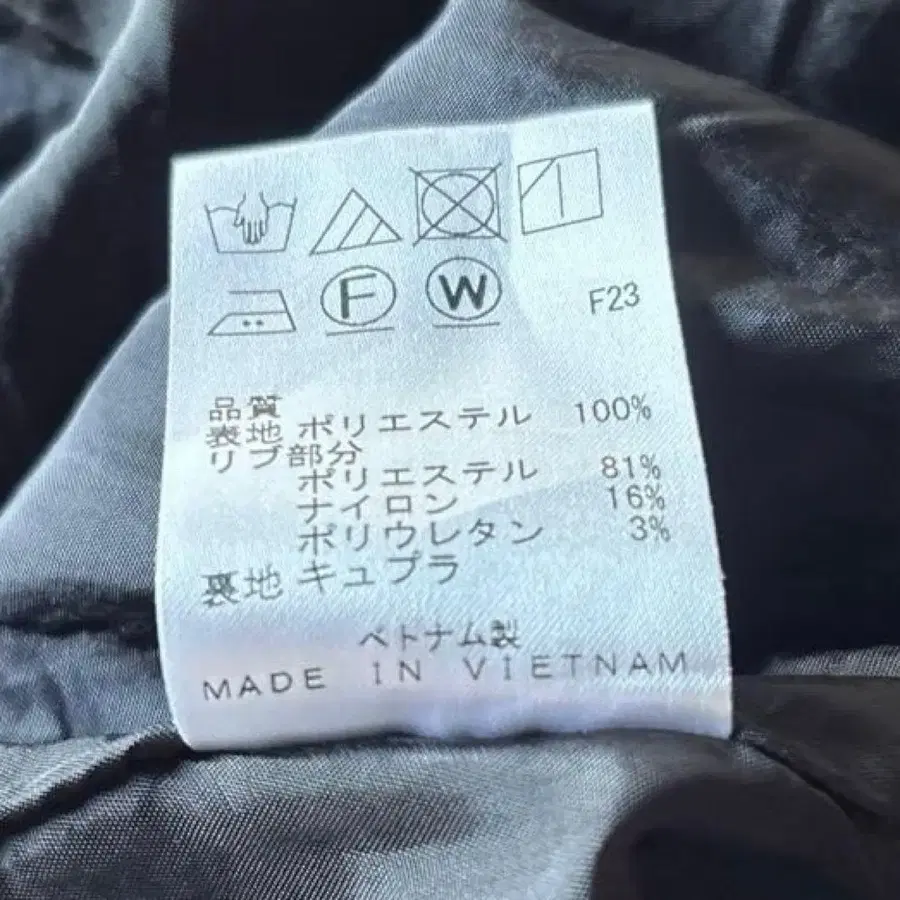 F W F23
品質
表地 ポリエステル 100%
リブ部分
ポリエステル 81%
ナイロン 16%
ポリウレタン 3%
裏地 キュプラ
ベトナム製
MADE IN VIETNAM